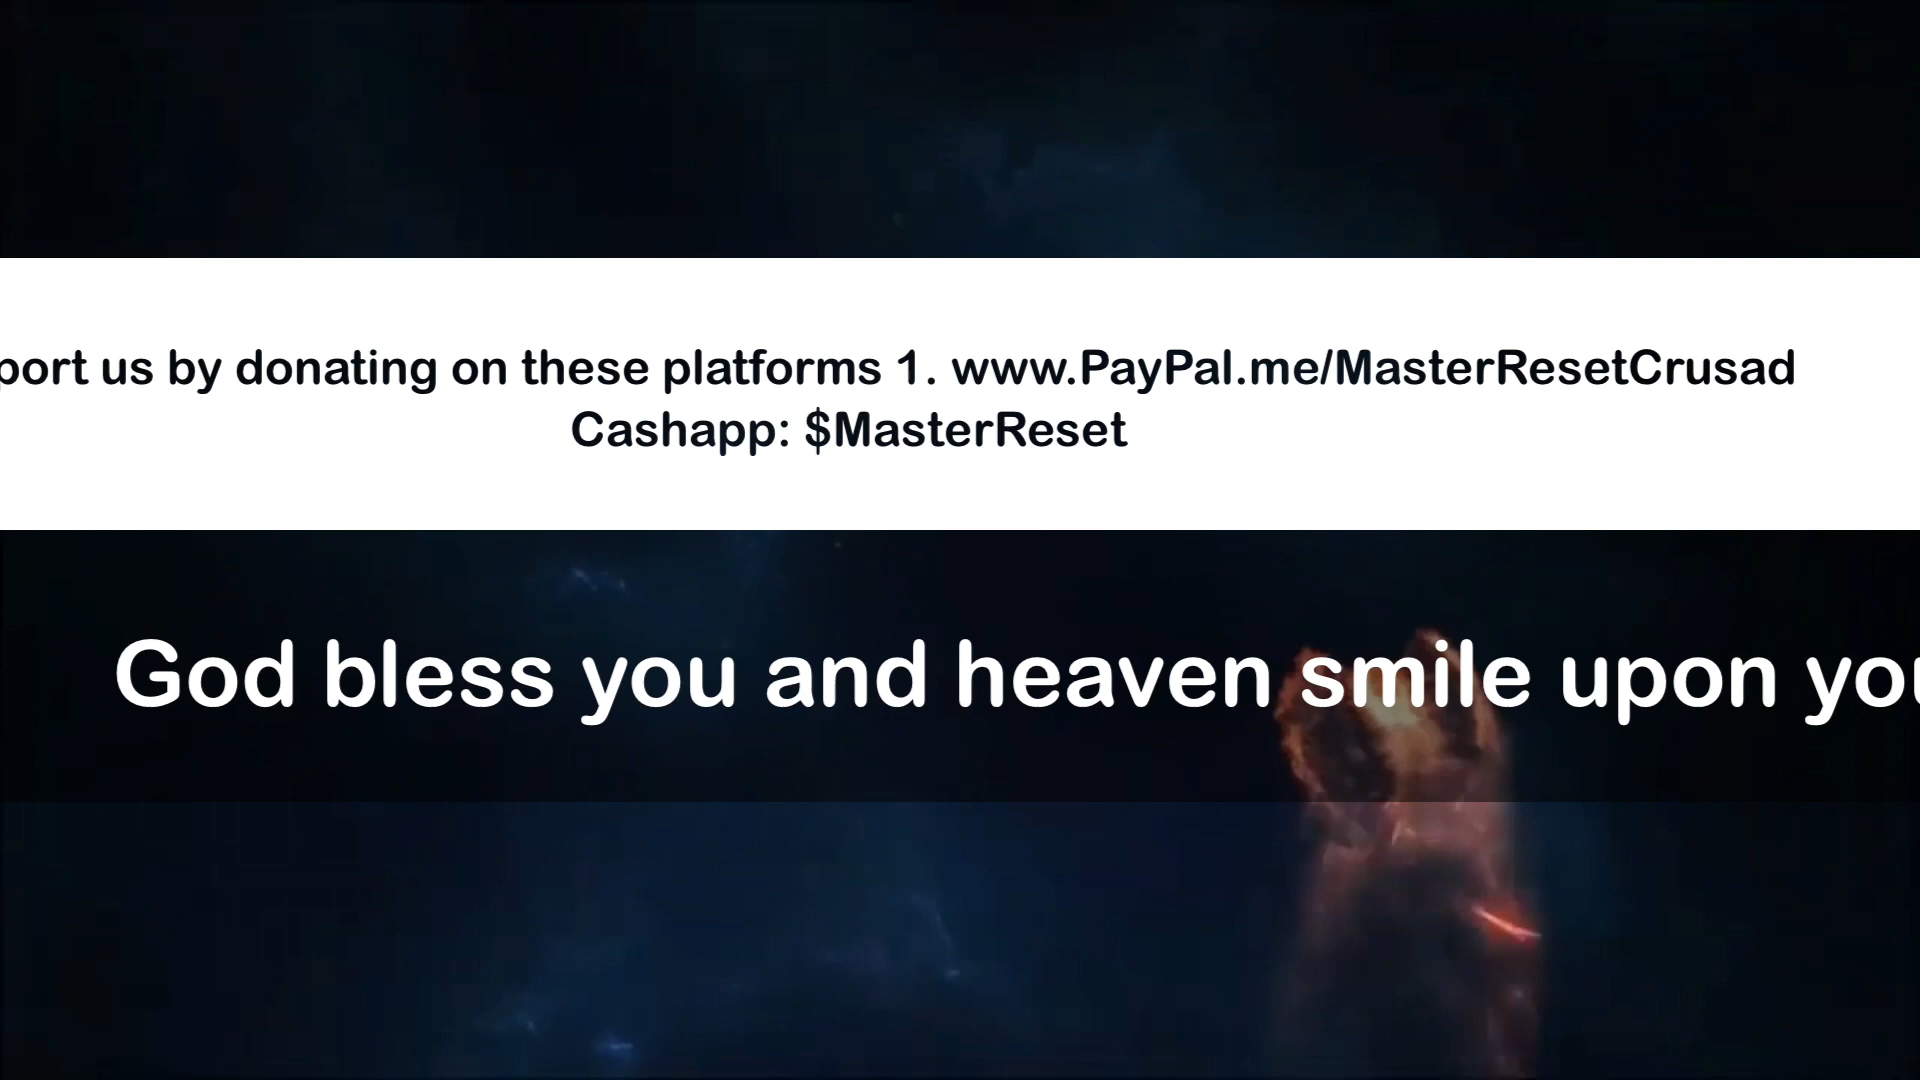 port us by donating on these platforms 1. www.PayPal.me/MasterResetCrusad
Cashapp: $MasterReset
God bless you and heaven smile upon you